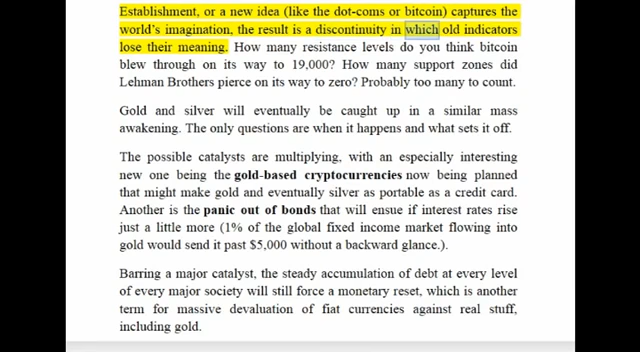 Establishment, or a new idea (like the dot-coms or bitcoin) captures the
world's imagination, the result is a discontinuity in which old indicators
lose their meaning. How many resistance levels do you think bitcoin
blew through on its way to 19,000? How many support zones did
Lehman Brothers pierce on its way to zero? Probably too many to count.
Gold and silver will eventually be caught up in a similar mass
awakening. The only questions are when it happens and what sets it off.
The possible catalysts are multiplying, with an especially interesting
new one being the gold-based cryptocurrencies now being planned
that might make gold and eventually silver as portable as a credit card.
Another is the panic out of bonds that will ensue if interest rates rise
just a little more (1% of the global fixed income market flowing into
gold would send it past $5,000 without a backward glance.).
Barring a major catalyst, the steady accumulation of debt at every level
of every major society will still force a monetary reset, which is another
term for massive devaluation of fiat currencies against real stuff,
including gold.